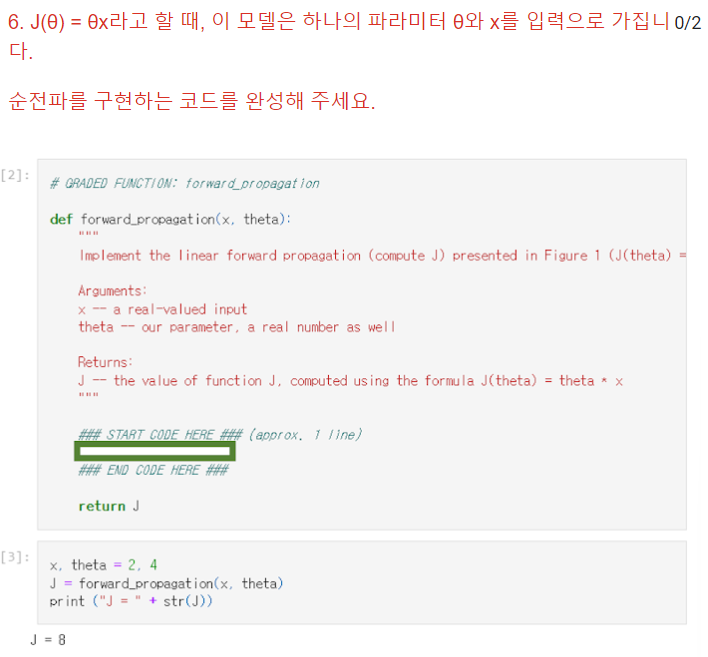 6. J(θ) = θx라고 할 때, 이 모델은 하나의 파라미터 θ와 x를 입력으로 가집니 0/2
다.
순전파를 구현하는 코드를 완성해 주세요.
[2]:
# GRADED FUNCTION: forward_propagation
def forward_propagation(x, theta):
"""
Implement the linear forward propagation (compute J) presented in Figure 1 (J(theta) =
Arguments:
x -- a real-valued input
theta -- our parameter, a real number as well
Returns:
J -- the value of function J, computed using the formula J(theta) = theta * x
"""
### START CODE HERE ### (approx. 1 line)
### END CODE HERE ###
return J
[3]:
x, theta = 2, 4
J = forward_propagation(x, theta)
print ("J = " + str(J))
J = 8